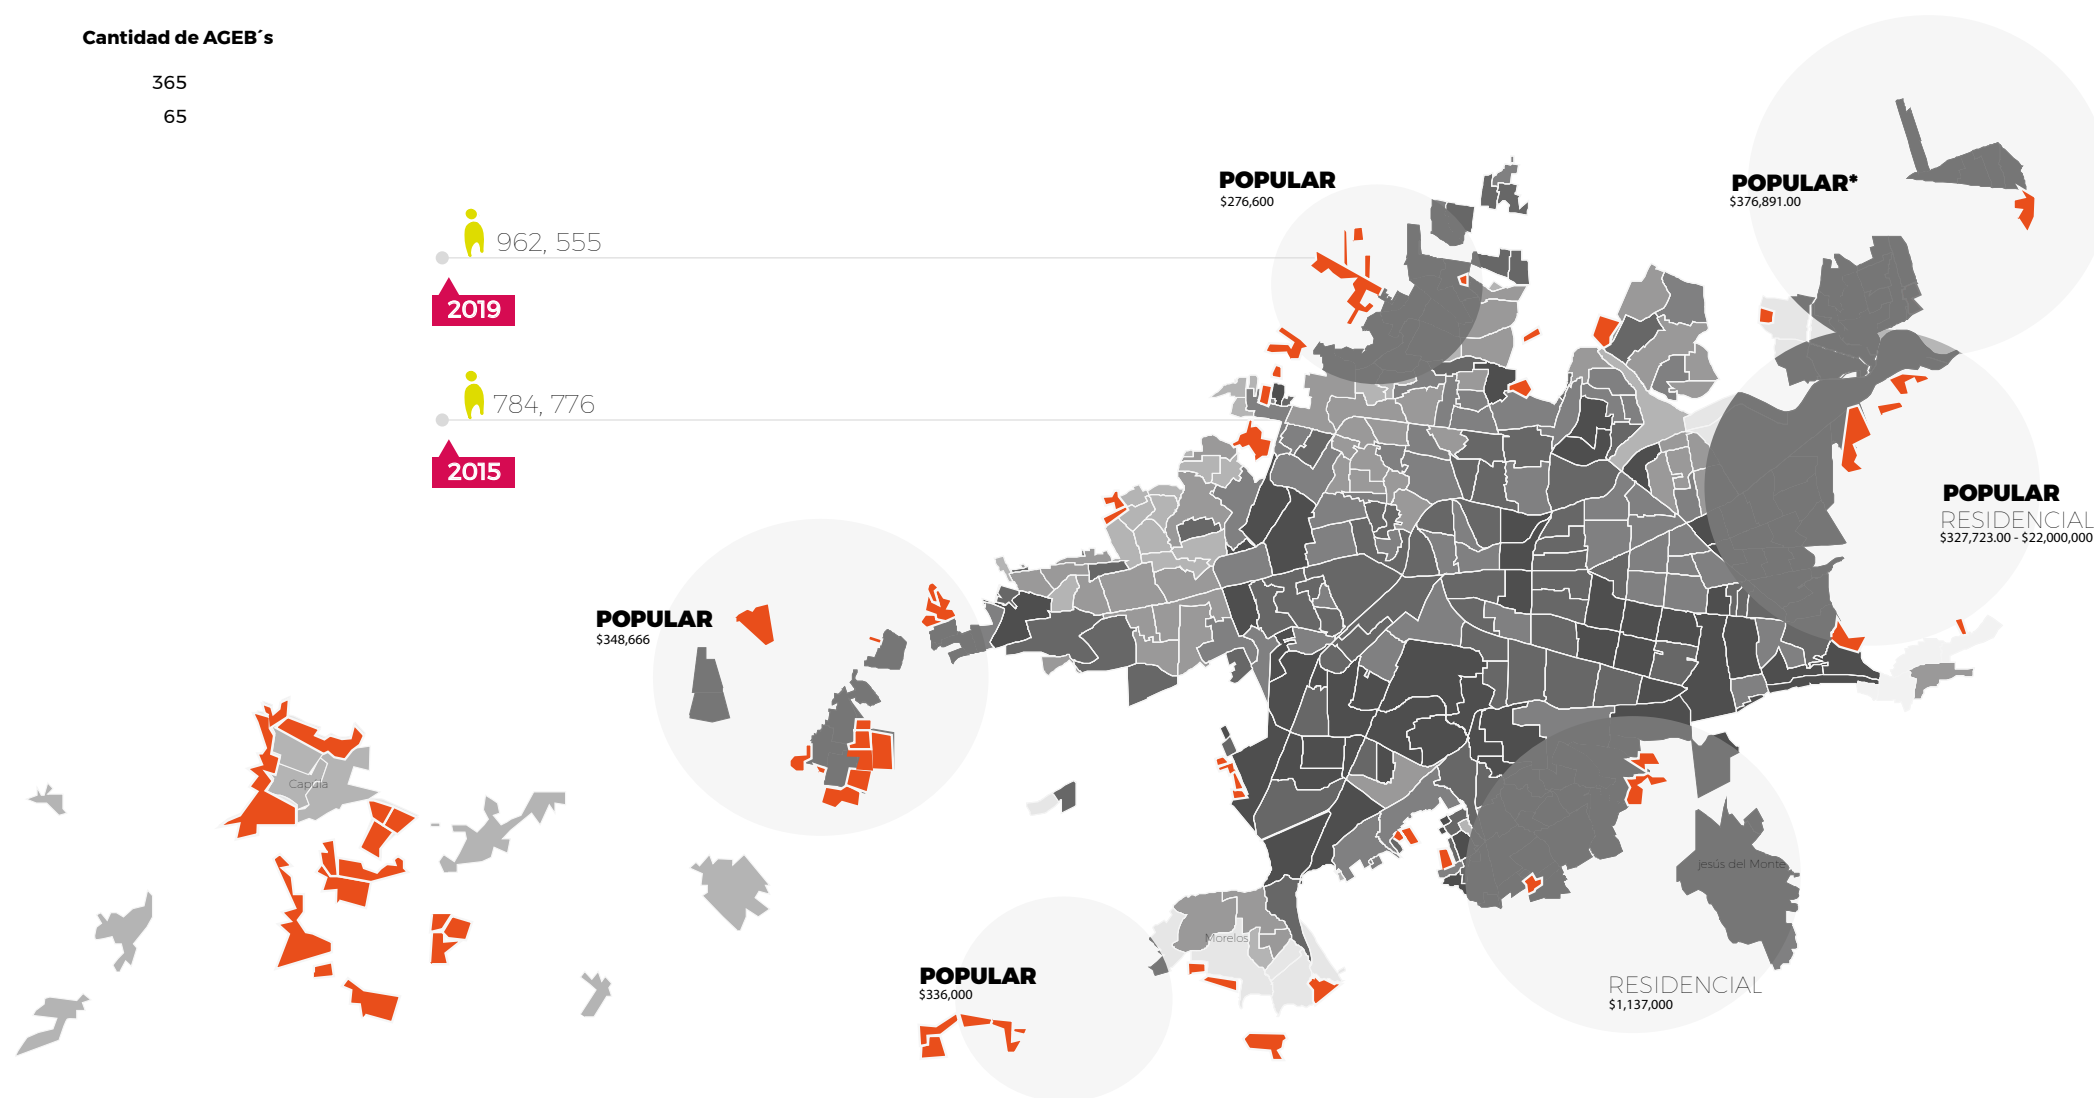 Cantidad de AGEB´s
365
65
POPULAR
$276,600
POPULAR*
$376,891.00
962, 555
2019
784, 776
2015
POPULAR
RESIDENCIAL
$327,723.00 - $22,000,000
POPULAR
$348,666
Capula
jesús del Monte
Morelos
POPULAR
$336,000
RESIDENCIAL
$1,137,000